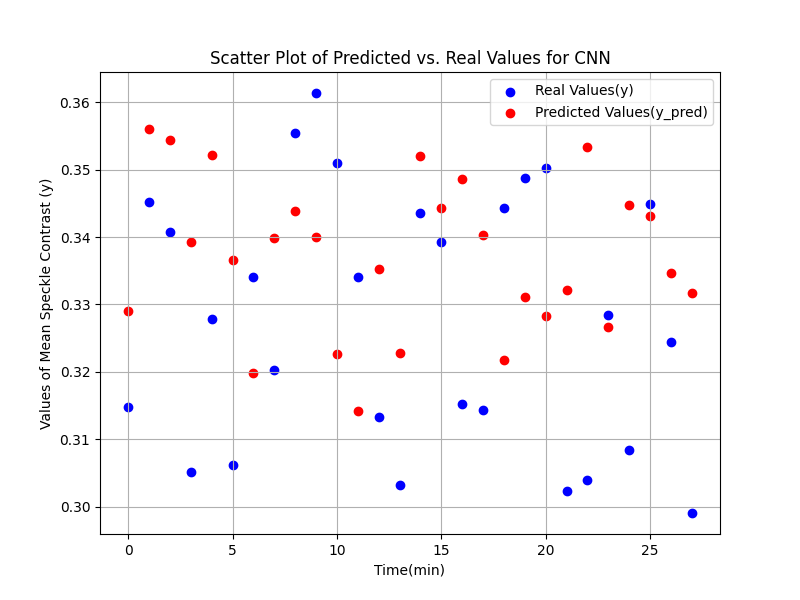 Scatter Plot of Predicted vs. Real Values for CNN
Real Values(y)
Predicted Values(y_pred)
Values of Mean Speckle Contrast (y)
0.36
0.35
0.34
0.33
0.32
0.31
0.30
0
5
10
15
20
25
Time(min)